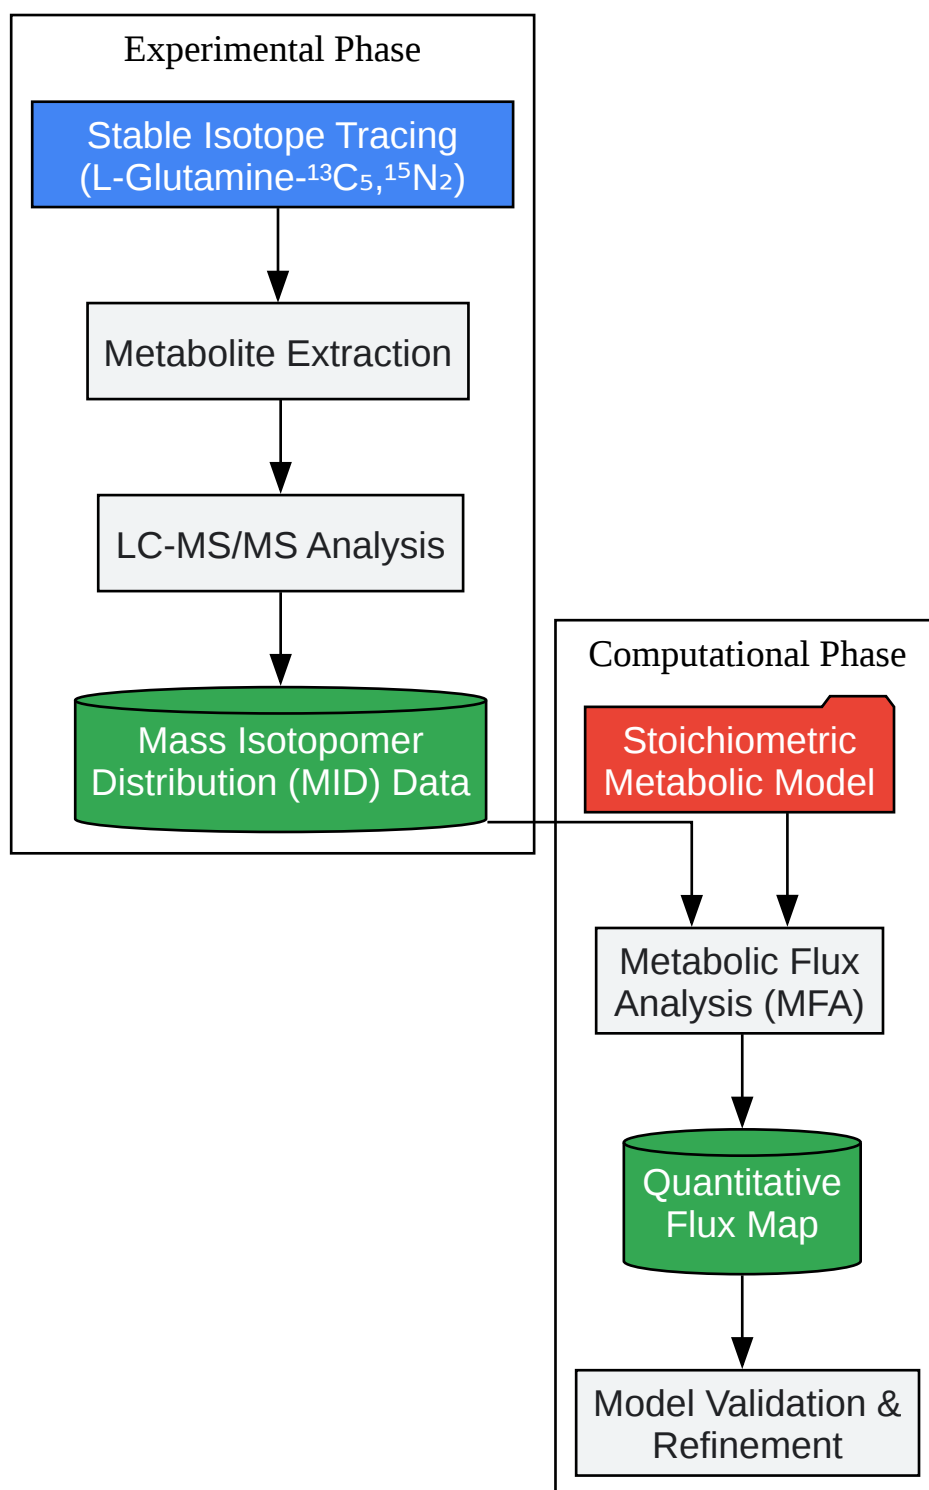 Experimental Phase
Stable Isotope Tracing
(L-Glutamine-¹³C₅,¹⁵N₂)
Metabolite Extraction
LC-MS/MS Analysis
Mass Isotopomer
Distribution (MID) Data
Computational Phase
Stoichiometric
Metabolic Model
Metabolic Flux
Analysis (MFA)
Quantitative
Flux Map
Model Validation &
Refinement